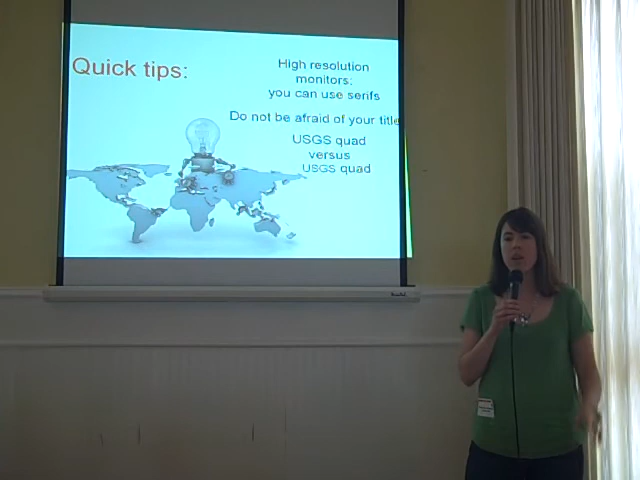 Quick tips:
High resolution
monitors:
you can use serifs
Do not be afraid of your title
USGS quad
versus
USGS quad